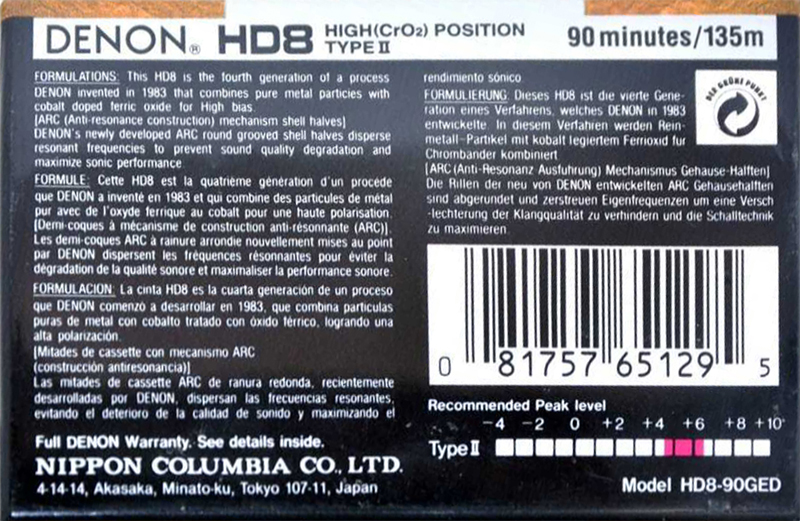 DENON® HD8 HIGH(CrO2) POSITION
TYPE II
90 minutes/135m
FORMULATIONS: This HD8 is the fourth generation of a process
DENON invented in 1983 that combines pure metal particies with
cobalt doped ferric oxide for High bias.
[ARC (Anti-resonance construction) mechanism shell halves]
DENON's newly developed ARC round grooved shell halves disperse
resonant frequencies to prevent sound quality degradation and
maximize sonic performance
FORMULE: Cette HD8 est la quatrième génération d'un procéde
que DENON a inventé en 1983 et qui combine des particules de métal
pur avec de l'oxyde ferrique au cobalt pour une haute polarisation.
[Demi-coques à mécanisme de construction anti-résonnante (ARC)].
Les demi-coques ARC à rainure arrondie nouvellement mises au point
par DENON dispersent les fréquences résonnantes pour éviter la
dégradation de la qualité sonore et maximaliser la performance sonore.
FORMULACION: La cinta HD8 es la cuarta generación de un proceso
que DENON comenzó a desarrollar en 1983, que combina particulas
puras de metal con cobalto tratado con óxido férrico, logrando una
alta polarización.
[Mitades de cassette con mecanismo ARC
(construcción antiresonancia)]
Las mitades de cassette ARC de ranura redonda, recientemente
desarrolladas por DENON, dispersan las frecuencias resonantes,
evitando el deterioro de la calidad de sonido y maximizando el
Full DENON Warranty. See details inside.
NIPPON COLUMBIA CO., LTD.
4-14-14, Akasaka, Minato-ku, Tokyo 107-11, Japan
rendimiento sónico.
FORMULIERUNG: Dieses HD8 ist die vierte Gene-
ration eines Verfahrens, welches DENON in 1983
entwickelte. In diesem Verfahren werden Rein-
metall-Partikel mit kobalt legiertem Ferrioxid fur
Chrombander kombiniert
[ARC (Anti-Resonanz Ausfuhrung) Mechanismus Gehause-Halften]
Die Rillen der neu von DENON entwickelten ARC Gehausehalften
sind abgerundet und zerstreuen Eigenfrequenzen um eine Versch
-lechterung der Klangqualität zu verhindern und die Schalltechnik
zu maximieren.
DER GRÜNE PUNKT
0 81757 65129 5
Recommended Peak level
-4 -2 0 +2 +4 +6 +8 +10
Type II
Model HD8-90GED